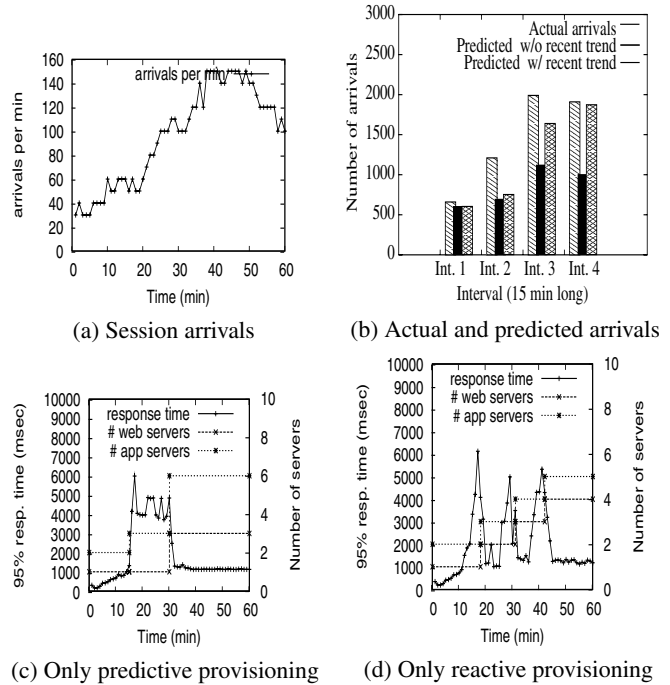 160
140
120
100
80
60
40
20
0
arrivals per min
arrivals per min
0 10 20 30 40 50 60
Time (min)
(a) Session arrivals
3000
2500
2000
1500
1000
500
0
Number of arrivals
Actual arrivals
Predicted w/o recent trend
Predicted w/ recent trend
Int. 1 Int. 2 Int. 3 Int. 4
Interval (15 min long)
(b) Actual and predicted arrivals
10000
9000
8000
7000
6000
5000
4000
3000
2000
1000
0
95% resp. time (msec)
response time
# web servers
# app servers
10
8
6
4
2
0
Number of servers
0 10 20 30 40 50 60
Time (min)
(c) Only predictive provisioning
10000
9000
8000
7000
6000
5000
4000
3000
2000
1000
0
95% resp. time (msec)
response time
# web servers
# app servers
10
8
6
4
2
0
Number of servers
0 10 20 30 40 50 60
Time (min)
(d) Only reactive provisioning